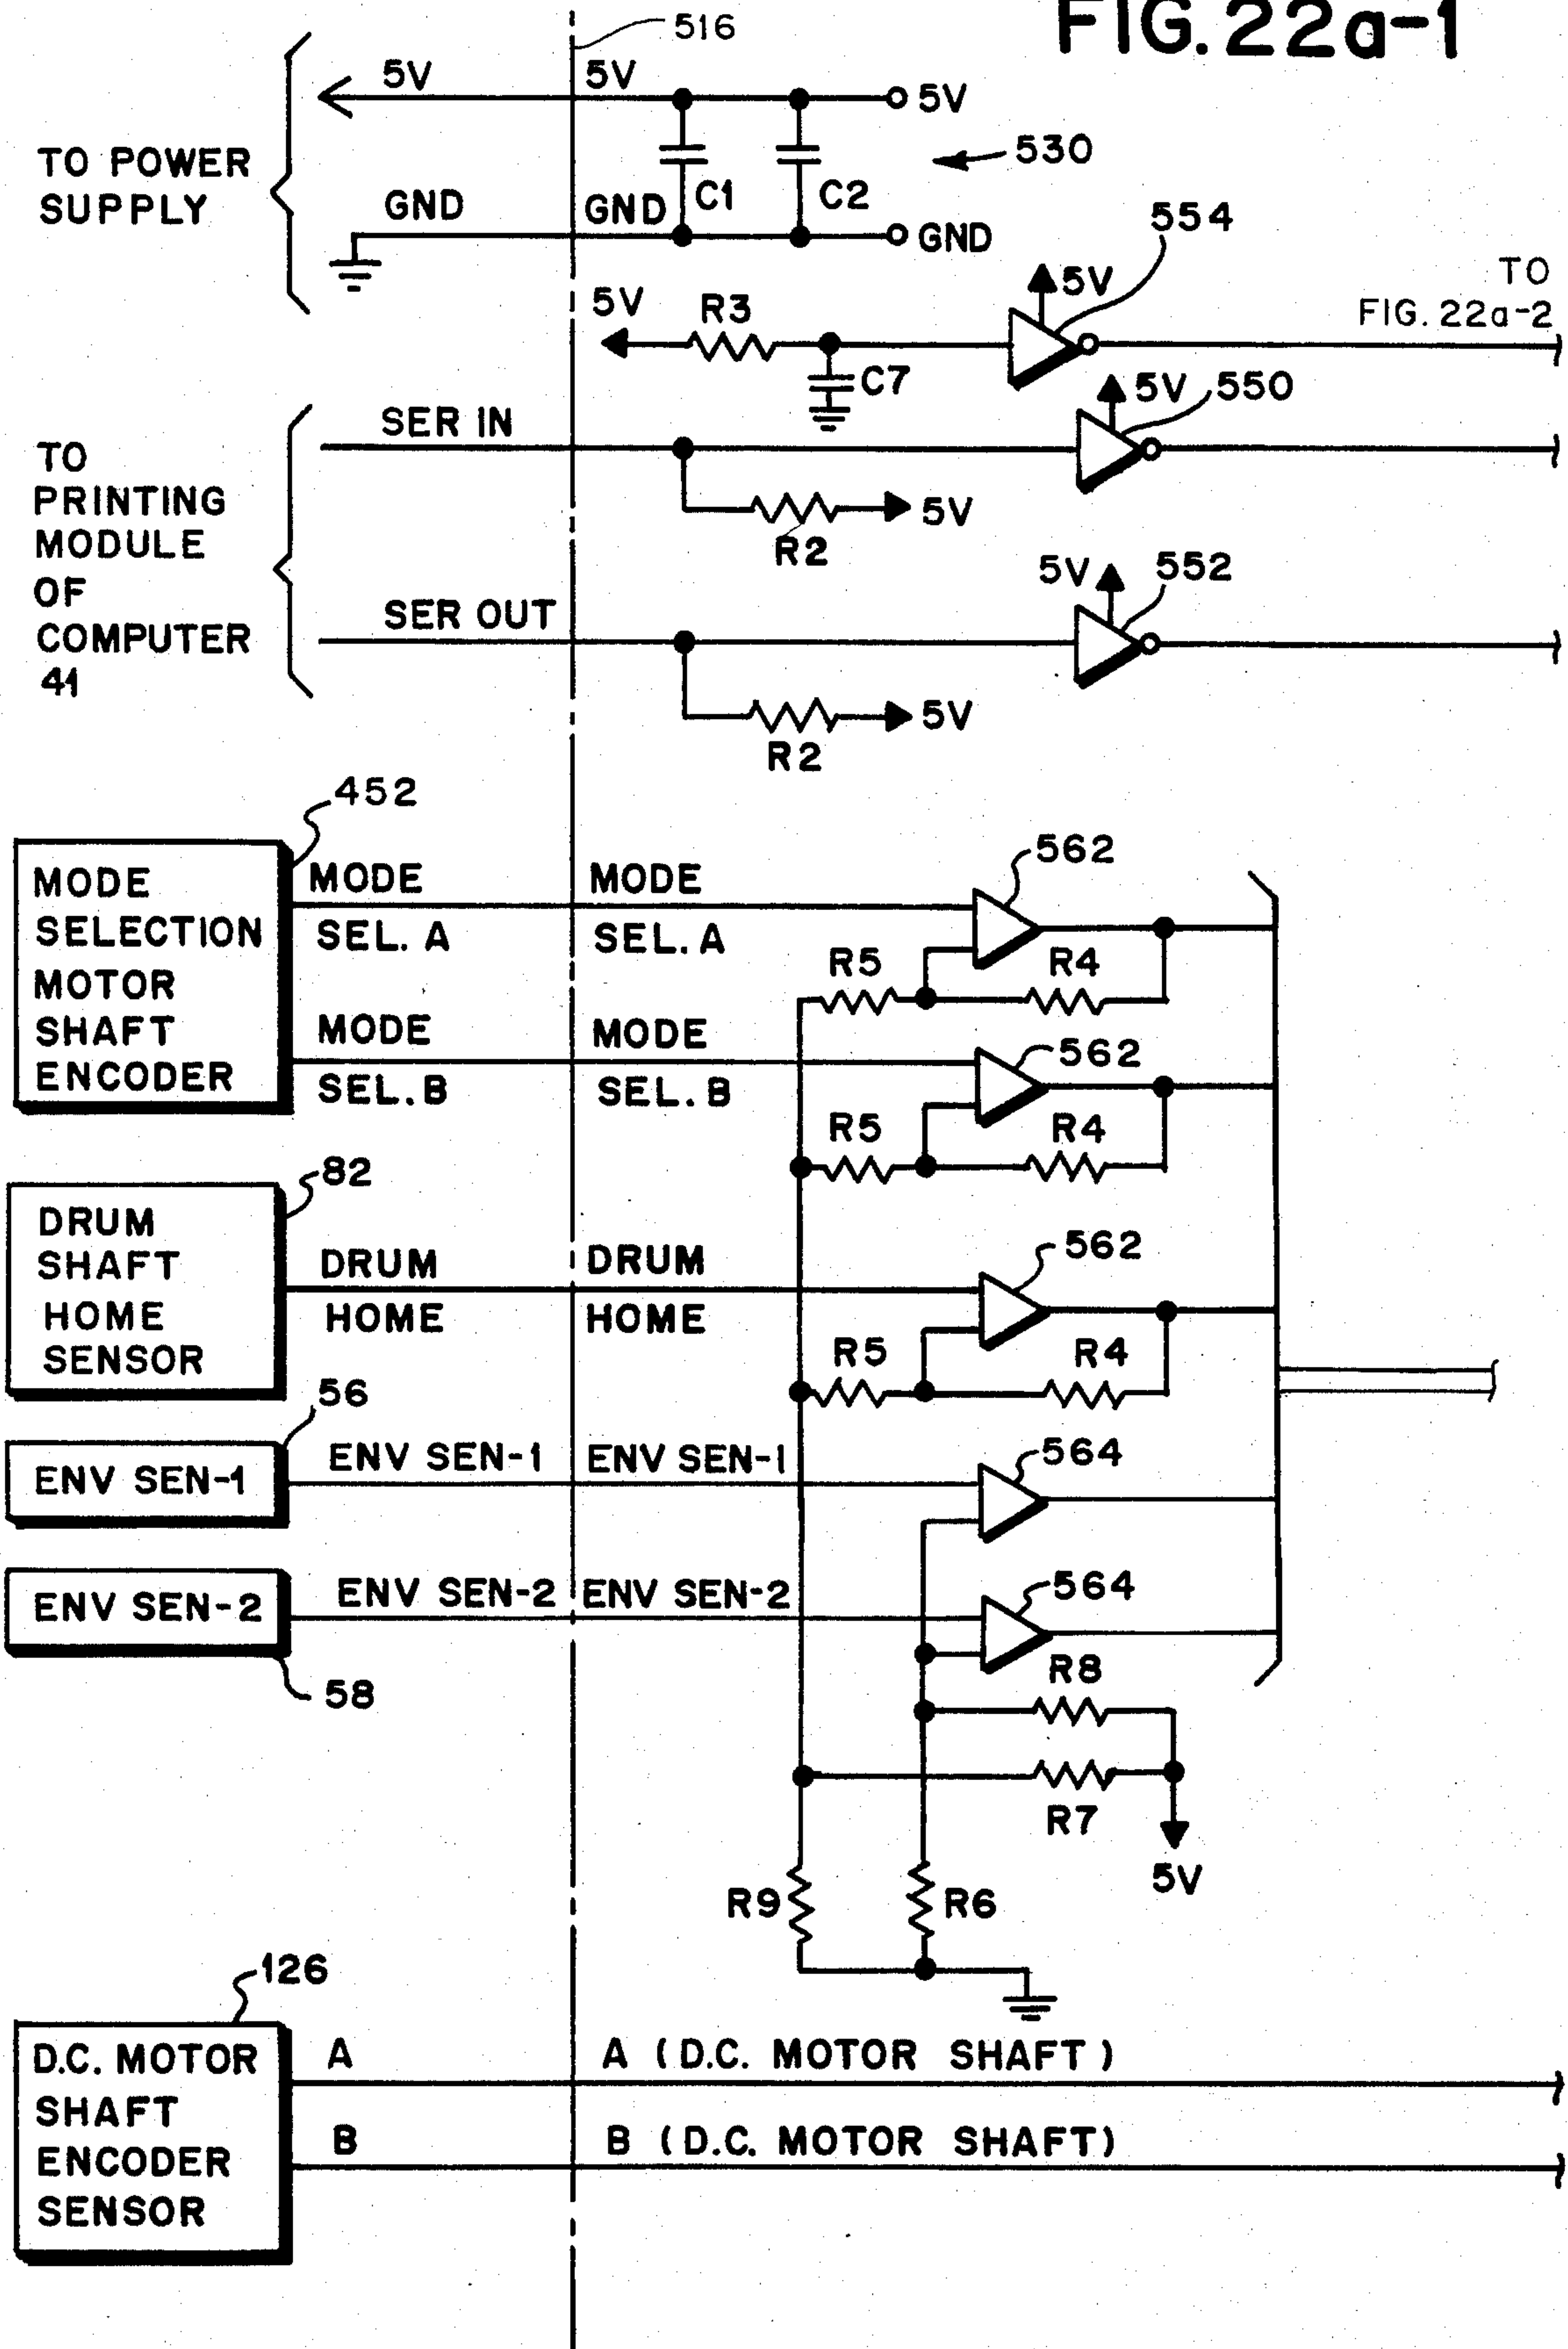 FIG. 22a-1
516
5V
5V
5V
TO POWER
SUPPLY
530
C1
C2
GND
GND
GND
554
5V
TO
FIG. 22a-2
5V
R3
C7
5V
550
SER IN
TO
PRINTING
MODULE
OF
COMPUTER
41
5V
R2
5V
552
SER OUT
5V
R2
452
MODE
SELECTION
MOTOR
SHAFT
ENCODER
MODE
SEL. A
MODE
SEL. A
562
R5
R4
MODE
SEL. B
MODE
SEL. B
562
R5
R4
82
DRUM
SHAFT
HOME
SENSOR
DRUM
HOME
DRUM
HOME
562
R5
R4
56
ENV SEN-1
ENV SEN-1
ENV SEN-1
564
ENV SEN-2
ENV SEN-2
ENV SEN-2
564
58
R8
R7
5V
R9
R6
126
D.C. MOTOR
SHAFT
ENCODER
SENSOR
A
A (D.C. MOTOR SHAFT)
B
B (D.C. MOTOR SHAFT)